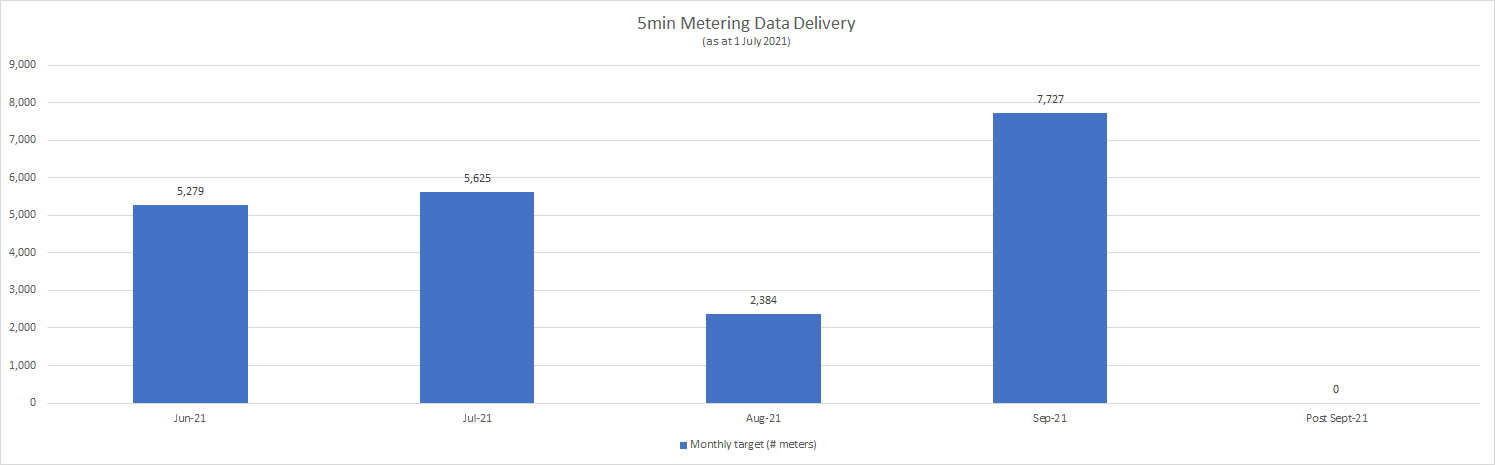 5min Metering Data Delivery
(as at 1 July 2021)
9,000
8,000
7,000
6,000
5,000
4,000
3,000
2,000
1,000
0
5,279
5,625
2,384
7,727
0
Jun-21
Jul-21
Aug-21
Sep-21
Post Sept-21
Monthly target (# meters)